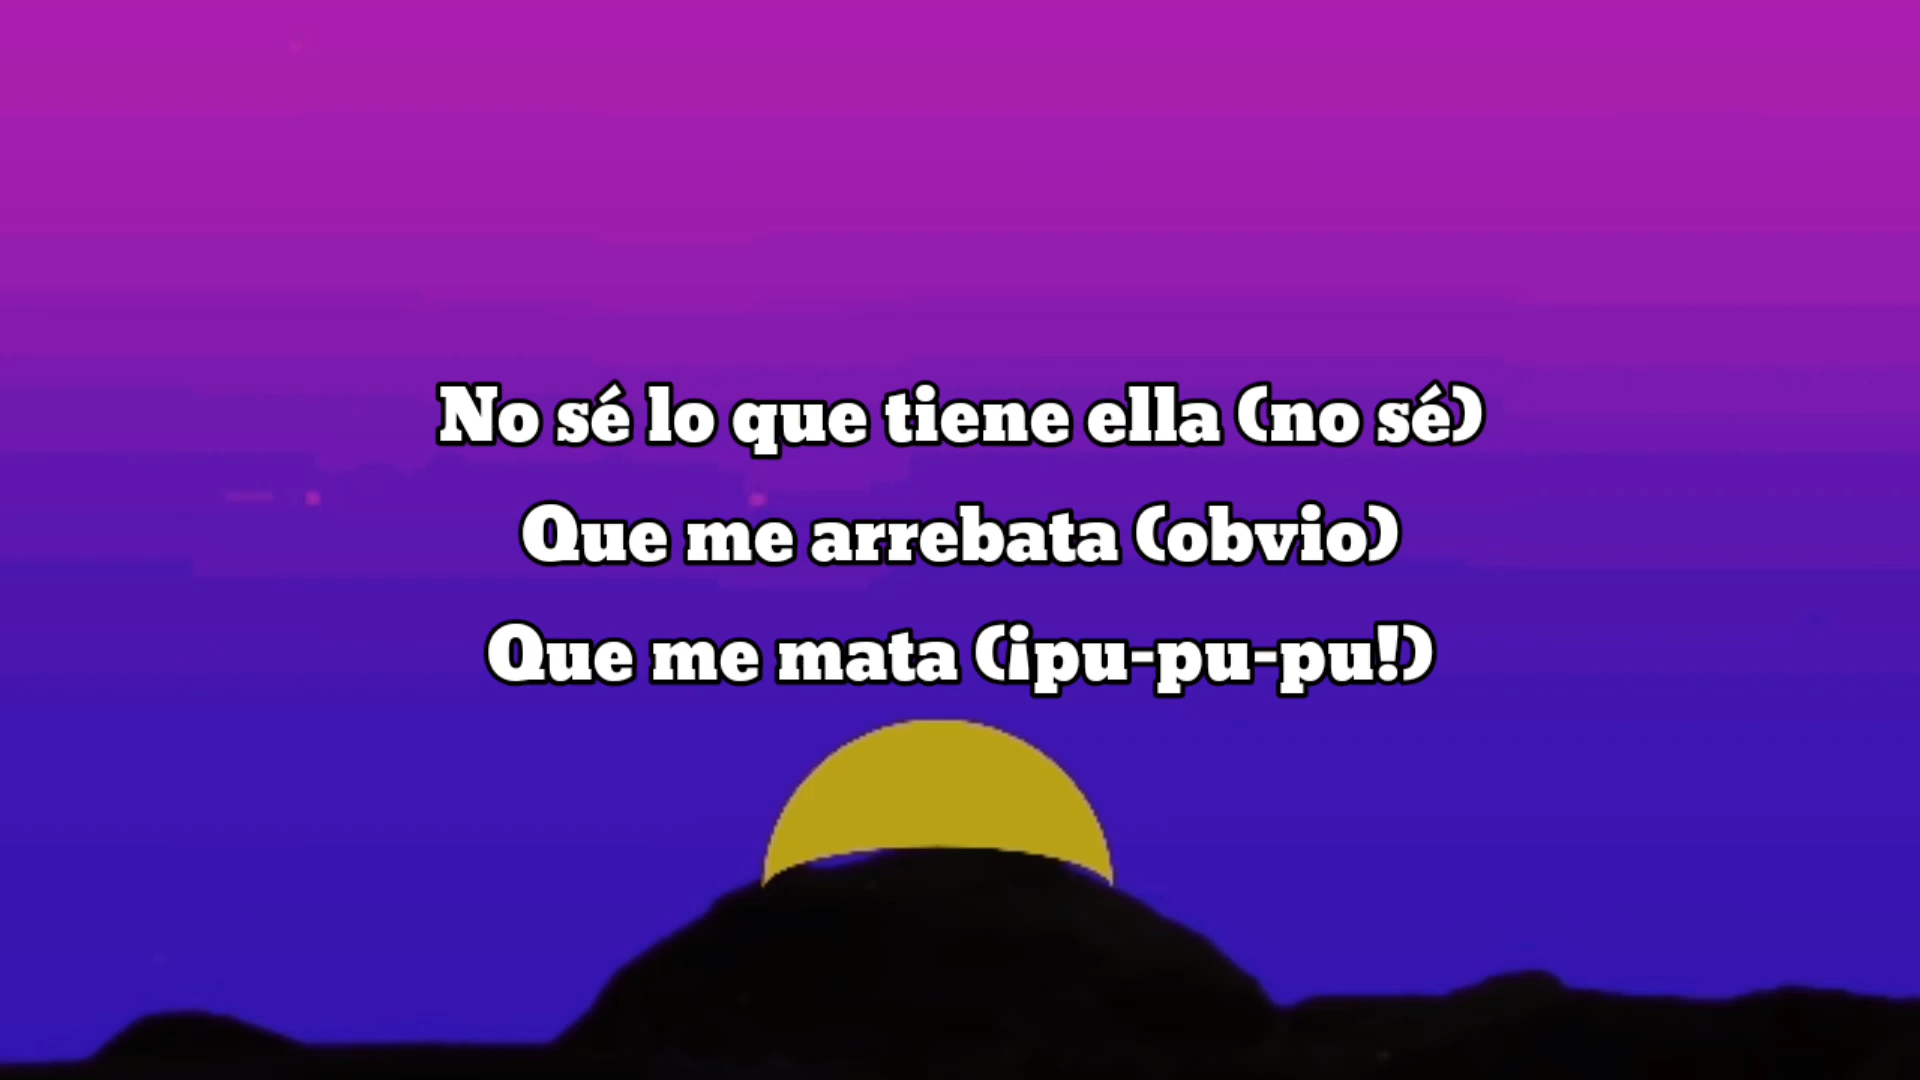 No sé lo que tiene ella (no sé)
Que me arrebata (obvio)
Que me mata (¡pu-pu-pu!)